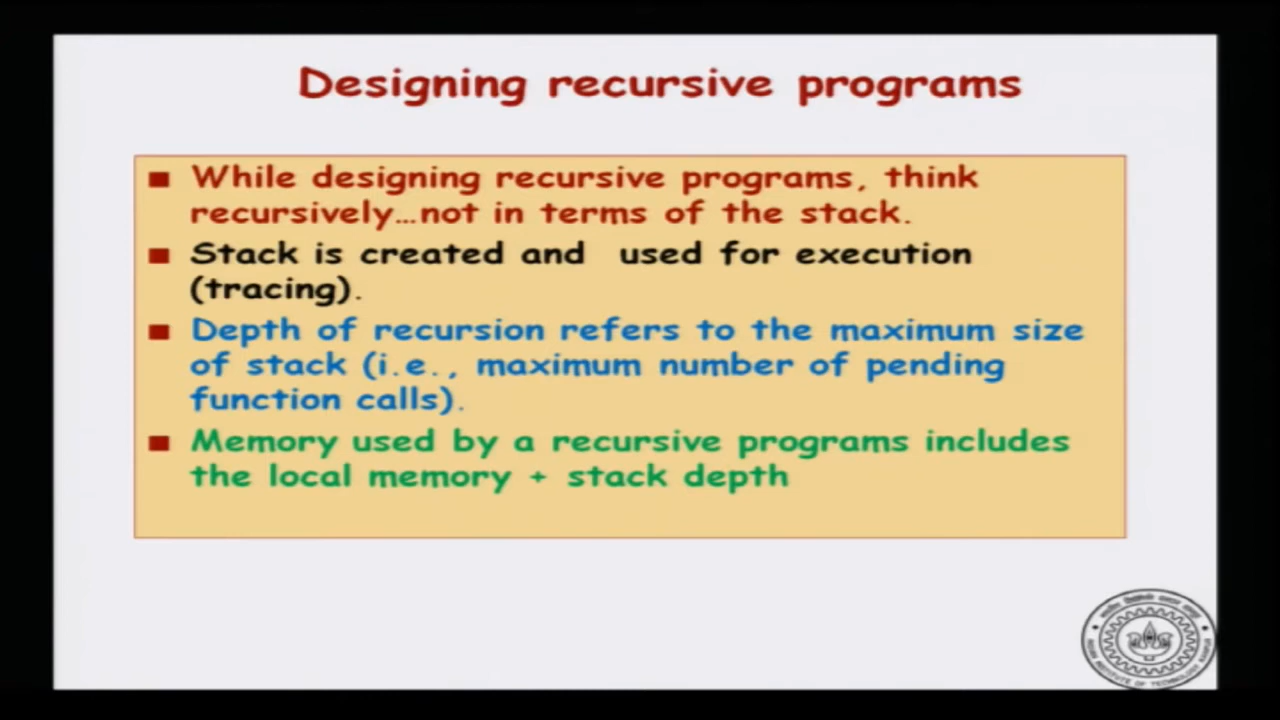 Designing recursive programs
While designing recursive programs, think
recursively…not in terms of the stack.
Stack is created and used for execution
(tracing).
Depth of recursion refers to the maximum size
of stack (i.e., maximum number of pending
function calls).
Memory used by a recursive programs includes
the local memory + stack depth